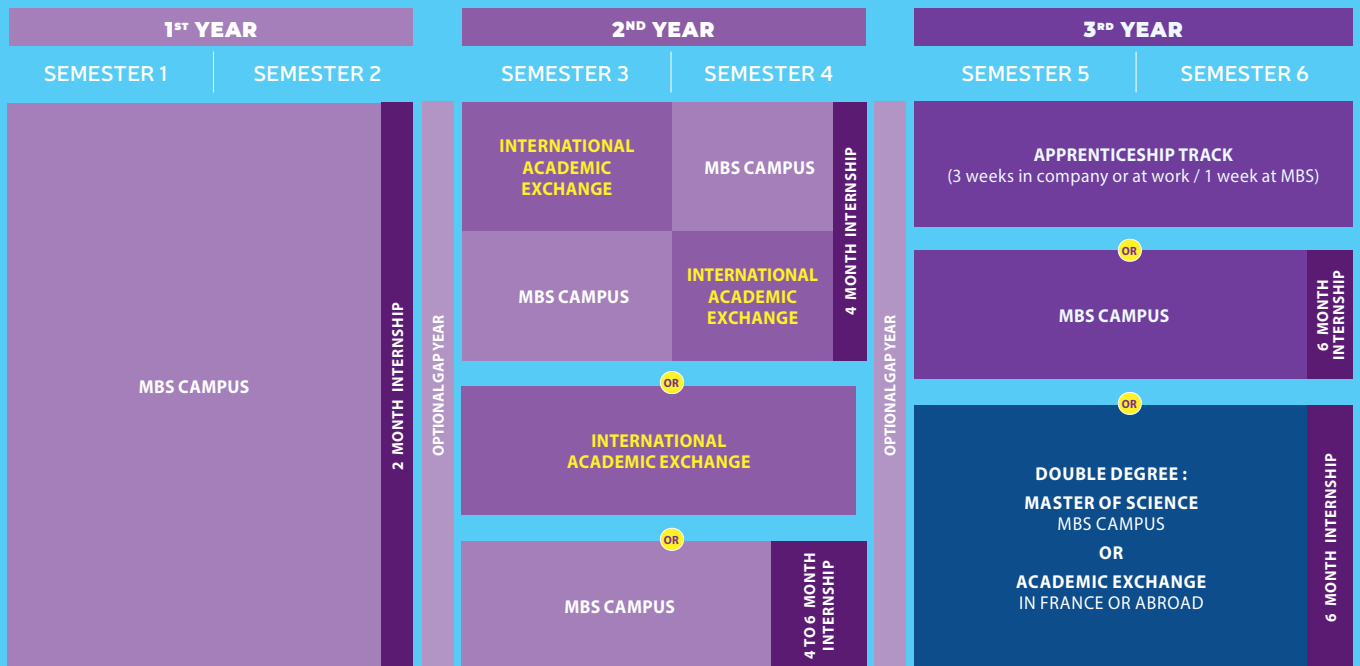 1ST YEAR
SEMESTER 1
SEMESTER 2
MBS CAMPUS
2 MONTH INTERNSHIP
OPTIONAL GAP YEAR
2ND YEAR
SEMESTER 3
SEMESTER 4
INTERNATIONAL
ACADEMIC
EXCHANGE
MBS CAMPUS
MBS CAMPUS
INTERNATIONAL
ACADEMIC
EXCHANGE
4 MONTH INTERNSHIP
OR
INTERNATIONAL
ACADEMIC EXCHANGE
OR
MBS CAMPUS
4 TO 6 MONTH
INTERNSHIP
OPTIONAL GAP YEAR
3RD YEAR
SEMESTER 5
SEMESTER 6
APPRENTICESHIP TRACK
(3 weeks in company or at work / 1 week at MBS)
OR
MBS CAMPUS
6 MONTH
INTERNSHIP
OR
DOUBLE DEGREE :
MASTER OF SCIENCE
MBS CAMPUS
OR
ACADEMIC EXCHANGE
IN FRANCE OR ABROAD
6 MONTH INTERNSHIP